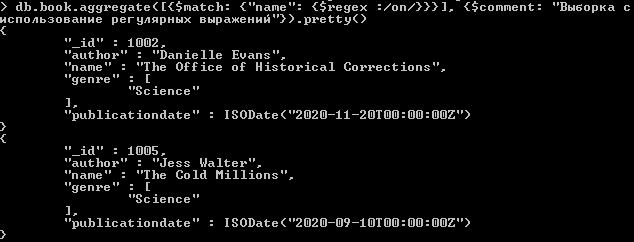 > db.book.aggregate([{$match: {"name": {$regex :/on/}}}], {$comment: "Выборка с
использование регулярных выражений"}).pretty()
{
        "_id" : 1002,
        "author" : "Danielle Evans",
        "name" : "The Office of Historical Corrections",
        "genre" : [
                "Science"
        ],
        "publicationdate" : ISODate("2020-11-20T00:00:00Z")
}
{
        "_id" : 1005,
        "author" : "Jess Walter",
        "name" : "The Cold Millions",
        "genre" : [
                "Science"
        ],
        "publicationdate" : ISODate("2020-09-10T00:00:00Z")
}